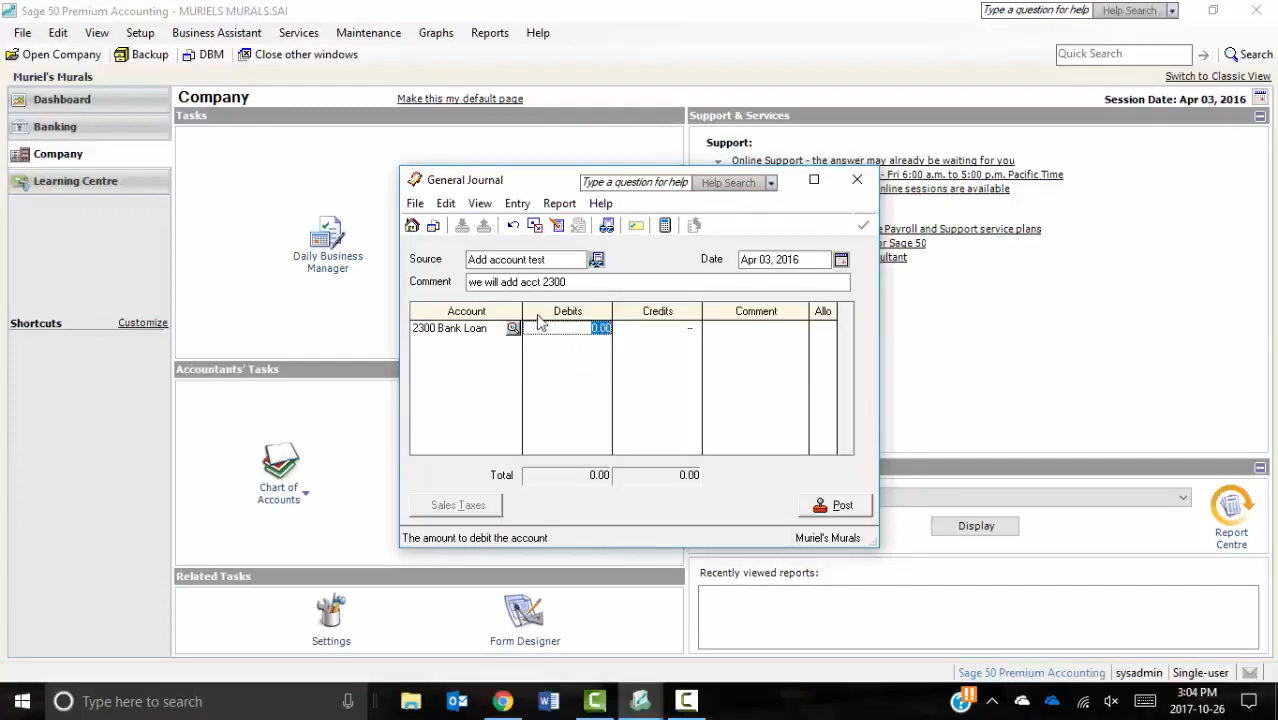 Sage 50 Premium Accounting - MURIELS MURALS.SAI
Type a question for help Help Search
File Edit View Setup Business Assistant Services Maintenance Graphs Reports Help
Open Company Backup DBM Close other windows Quick Search Search
Muriel's Murals Switch to Classic View
Dashboard
Banking
Company
Learning Centre
Shortcuts Customize
Company Make this my default page Session Date: Apr 03, 2016
Tasks
Daily Business
Manager
Accountants' Tasks
Chart of
Accounts
Related Tasks
Settings Form Designer
Support & Services
Support:
Online Support - the answer may already be waiting for you
- Fri 6:00 a.m. to 5:00 p.m. Pacific Time
nline sessions are available
Payroll and Support service plans
or Sage 50
ultant
General Journal Type a question for help Help Search
File Edit View Entry Report Help
Source Add account test Date Apr 03, 2016
Comment we will add acct 2300
Account Debits Credits Comment Allo
2300 Bank Loan 0.00 --
Total 0.00 0.00
Sales Taxes Post
The amount to debit the account Muriel's Murals
Display
Report
Centre
Recently viewed reports:
Sage 50 Premium Accounting sysadmin Single-user
Type here to search
3:04 PM
2017-10-26